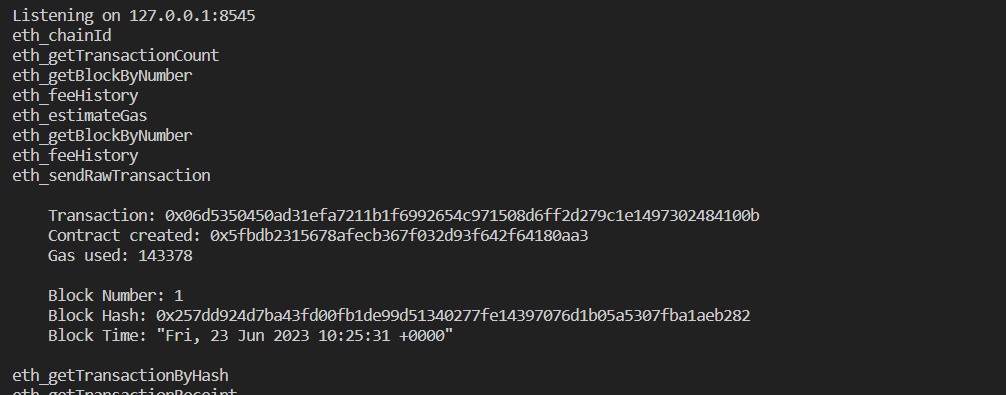 Listening on 127.0.0.1:8545
eth_chainId
eth_getTransactionCount
eth_getBlockByNumber
eth_feeHistory
eth_estimateGas
eth_getBlockByNumber
eth_feeHistory
eth_sendRawTransaction
Transaction: 0x06d5350450ad31efa7211b1f6992654c971508d6ff2d279c1e1497302484100b
Contract created: 0x5fbdb2315678afecb367f032d93f642f64180aa3
Gas used: 143378
Block Number: 1
Block Hash: 0x257dd924d7ba43fd00fb1de99d51340277fe14397076d1b05a5307fba1aeb282
Block Time: "Fri, 23 Jun 2023 10:25:31 +0000"
eth_getTransactionByHash
eth_getTransactionReceipt